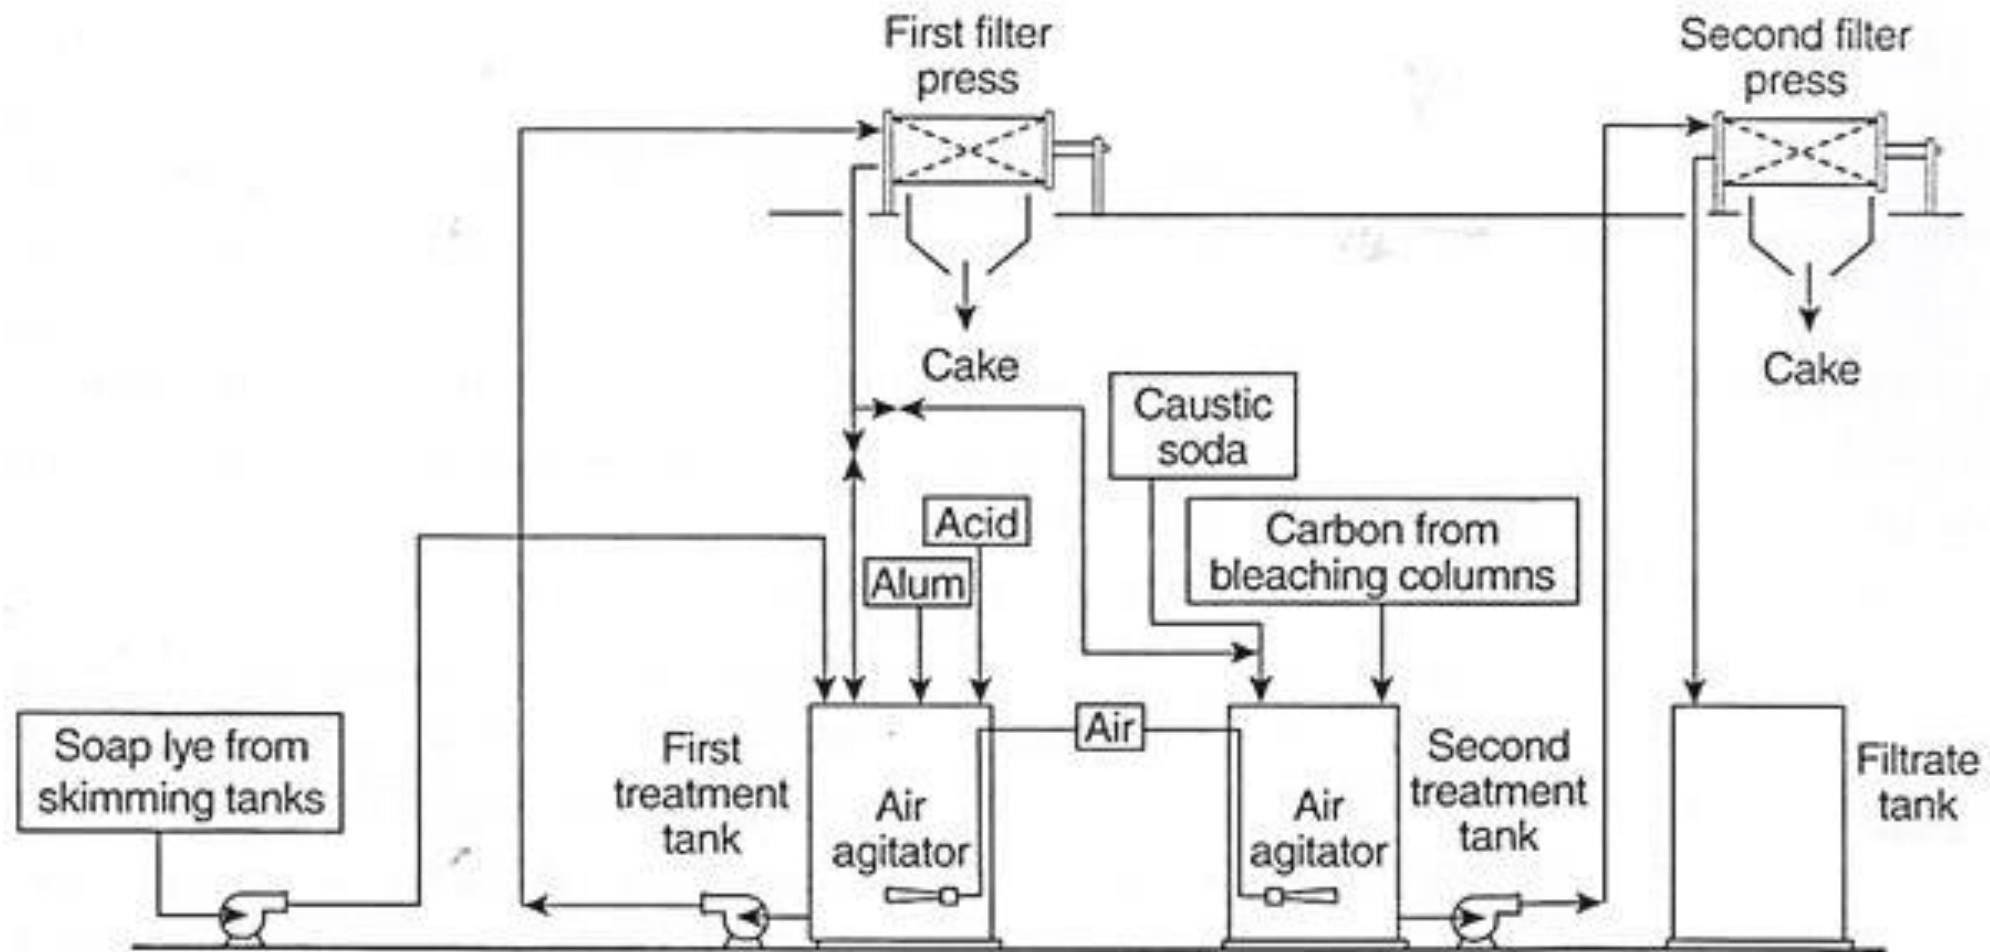 First filter
press
Second filter
press
Cake
Cake
Caustic
soda
Acid
Carbon from
bleaching columns
Alum
Soap lye from
skimming tanks
First
treatment
tank
Air
Air
agitator
Air
agitator
Second
treatment
tank
Filtrate
tank